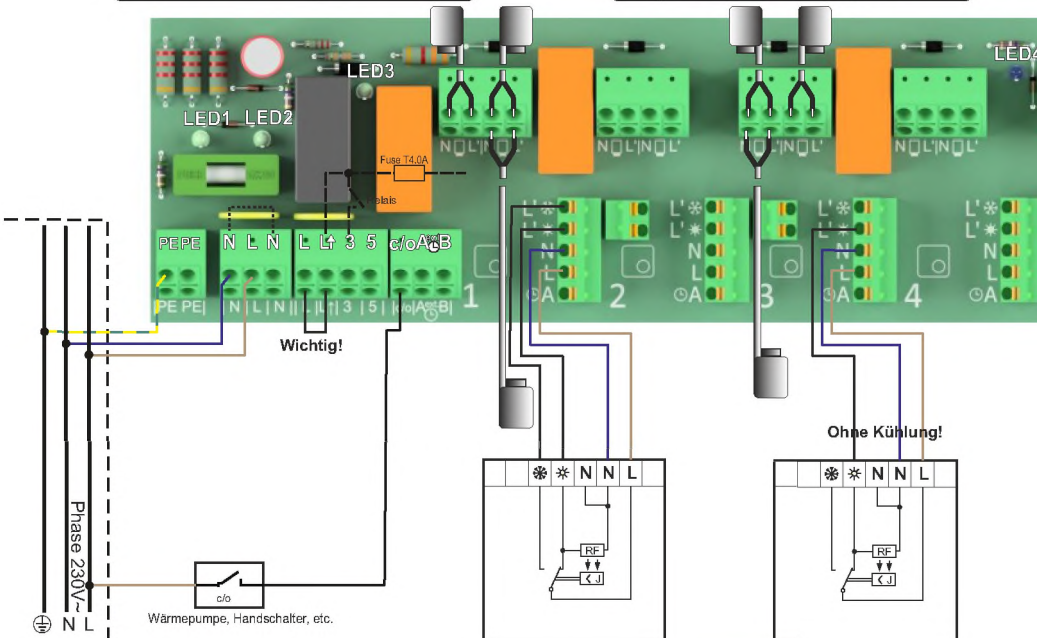 LED3
LED4
LED1 LED2
Fuse T4.0A
Relais
N L'|N L'
N L'|N L'
N L'|N L'
N L'|N L'
PE PE N L N L L↑ 3 5 c/o A B
PE PE| |N|L|N|| L |L↑|3|5| |c/o|A B|
1
L'
L'
N
L
A
2
L'
L'
N
L
A
3
L'
L'
N
L
A
4
L'
L'
N
L
A
Wichtig!
Ohne Kühlung!
N N L
RF
J
N N L
RF
J
Phase 230V~
c/o
Wärmepumpe, Handschalter, etc.
N L